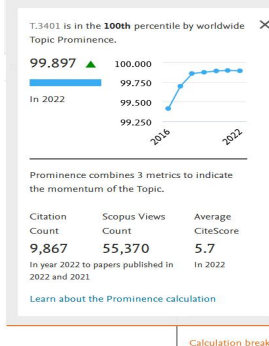 T.3401 is in the 100th percentile by worldwide
Topic Prominence.
99.897
In 2022
100.000
99.750
99.500
99.250
2016
2022
Prominence combines 3 metrics to indicate
the momentum of the Topic.
Citation Count
Scopus Views Count
Average CiteScore
9,867 55,370 5.7
In year 2022 to papers published in 2022 and 2021
In 2022
Learn about the Prominence calculation
Calculation break